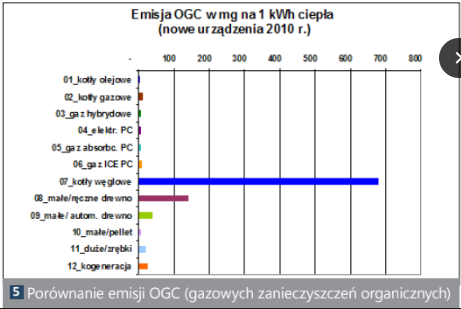 Emisja OGC w mg na 1 kWh ciepła
(nowe urządzenia 2010 r.)
- 100 200 300 400 500 600 700 800
01_kotły olejowe
02_kotły gazowe
03_gaz hybrydowe
04_elektr. PC
05_gaz absorbc. PC
06_gaz ICE PC
07_kotły węglowe
08_małe/ręczne drewno
09_małe/ autom. drewno
10_małe/pellet
11_duże/zrębki
12_kogeneracja
5 Porównanie emisji OGC (gazowych zanieczyszczeń organicznych)